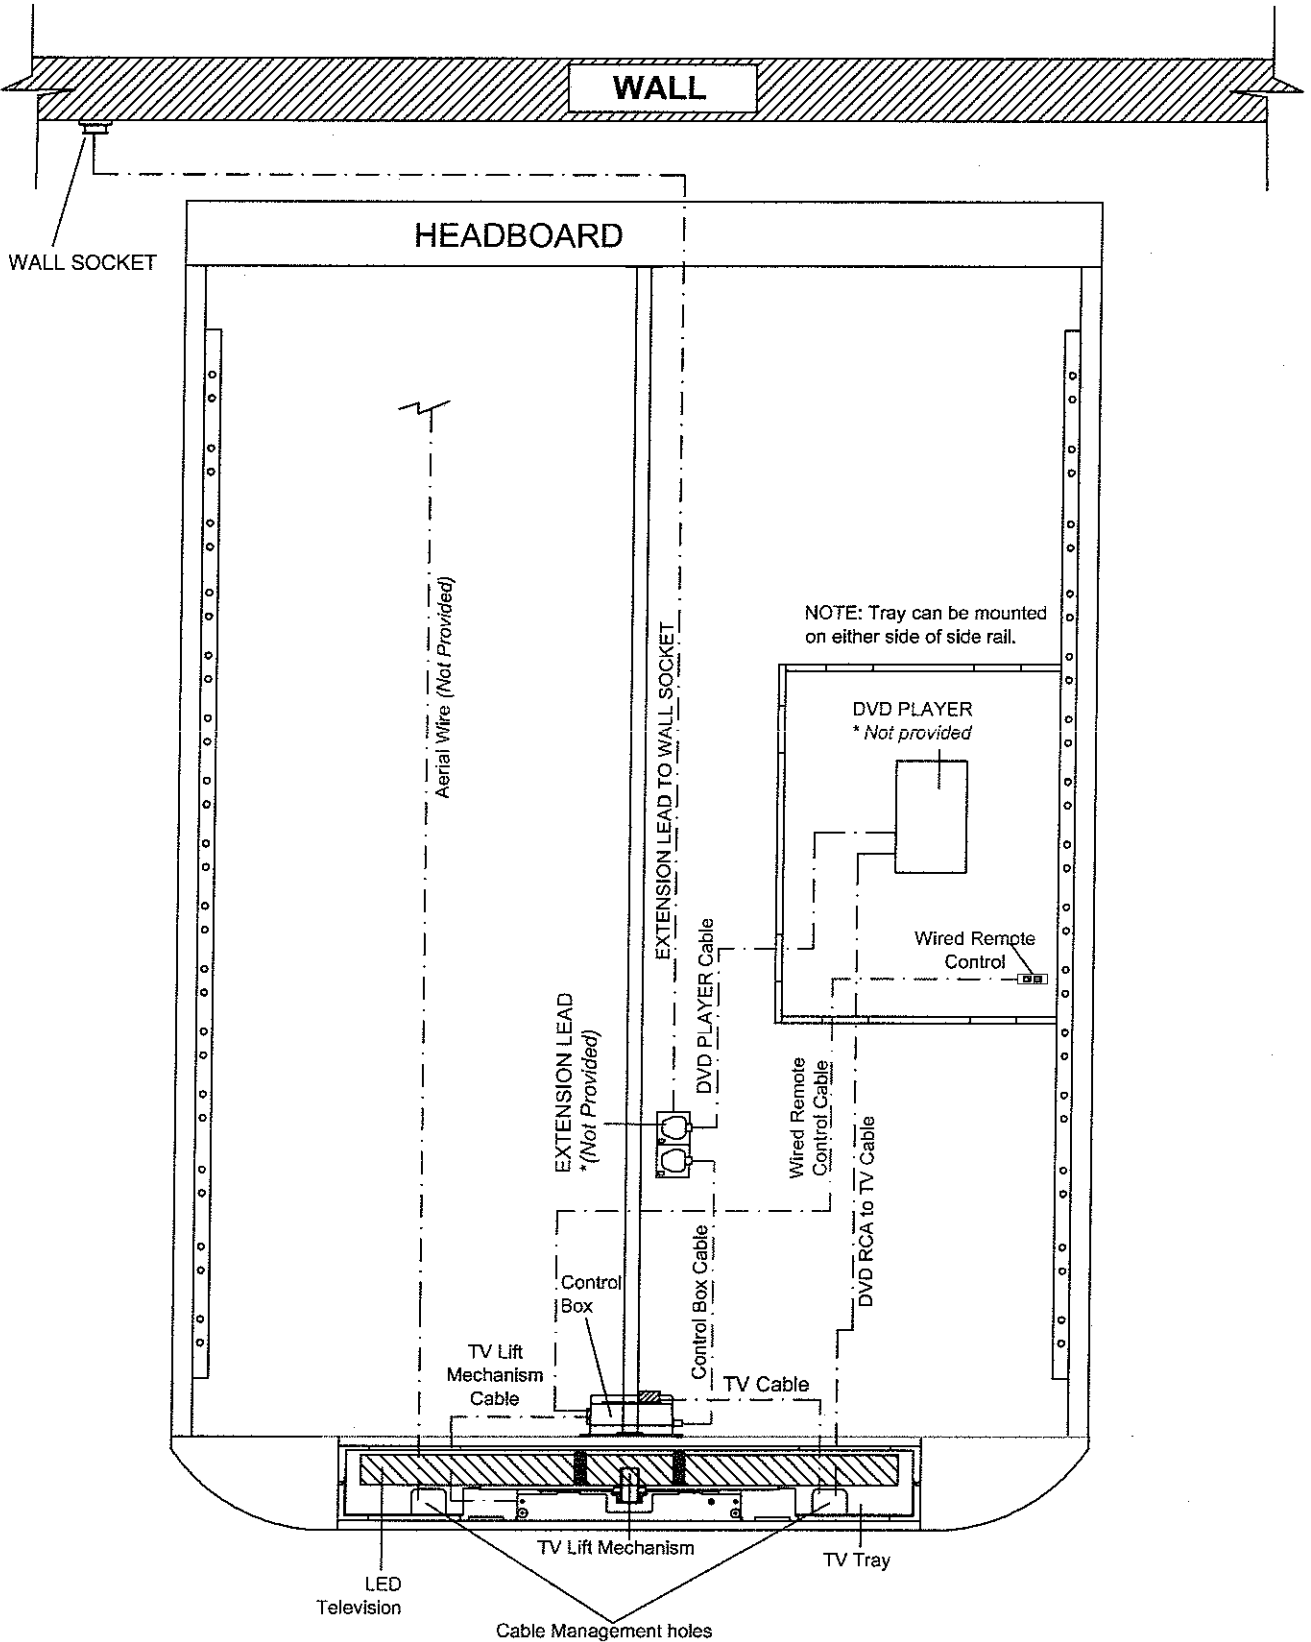 WALL
WALL SOCKET
HEADBOARD
Aerial Wire (Not Provided)
EXTENSION LEAD TO WALL SOCKET
NOTE: Tray can be mounted
on either side of side rail.
DVD PLAYER
* Not provided
Wired Remote
Control
DVD PLAYER Cable
EXTENSION LEAD
*(Not Provided)
Wired Remote
Control Cable
DVD RCA to TV Cable
Control Box Cable
Control
Box
TV Lift
Mechanism
Cable
TV Cable
TV Lift Mechanism
TV Tray
LED
Television
Cable Management holes